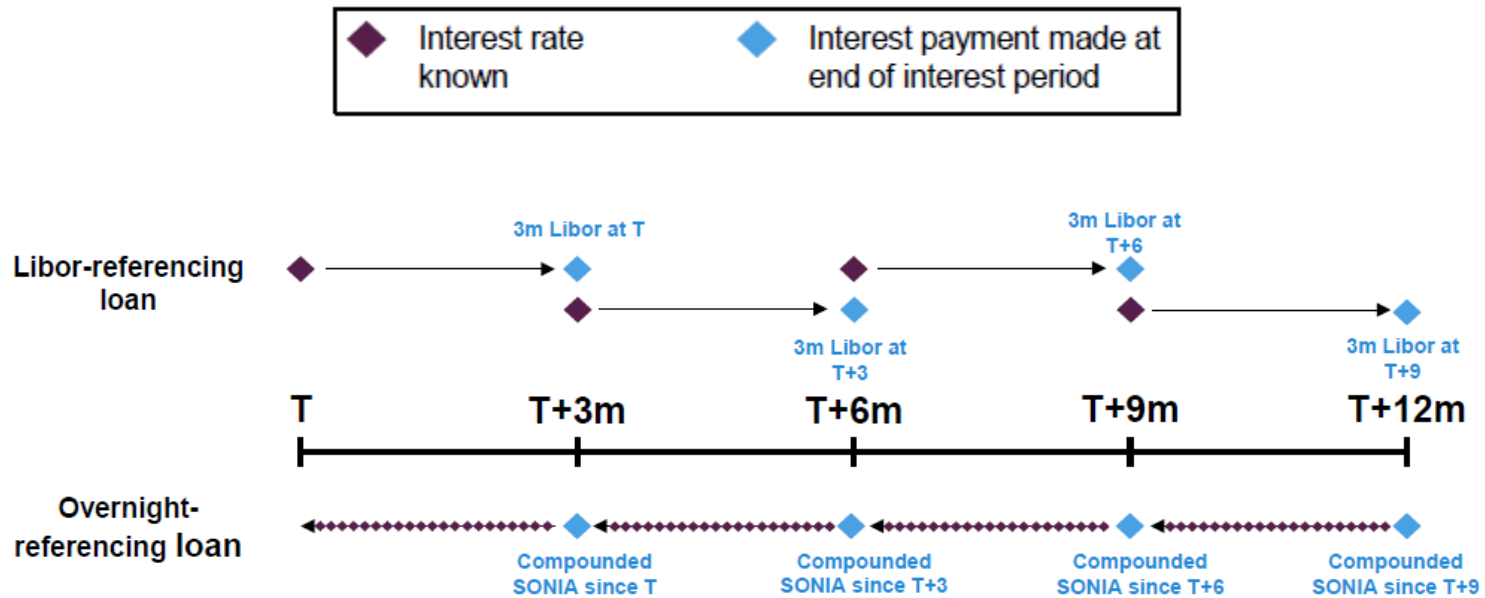 Interest rate
known
Interest payment made at
end of interest period
3m Libor at T
3m Libor at
T+6
Libor-referencing
loan
3m Libor at
T+3
3m Libor at
T+9
T
T+3m
T+6m
T+9m
T+12m
Overnight-
referencing loan
Compounded
SONIA since T
Compounded
SONIA since T+3
Compounded
SONIA since T+6
Compounded
SONIA since T+9